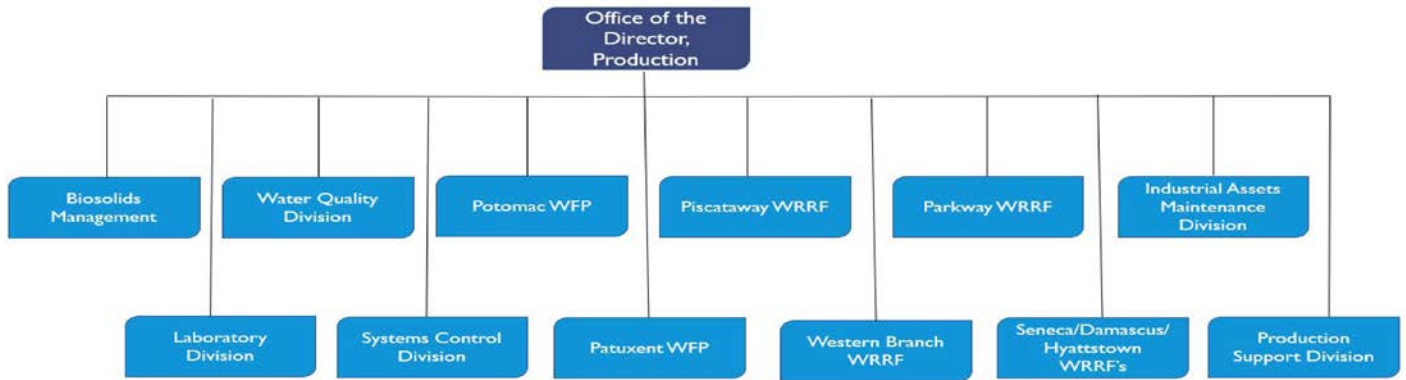 Office of the
Director,
Production
Biosolids
Management
Water Quality
Division
Potomac WFP
Piscataway WRRF
Parkway WRRF
Industrial Assets
Maintenance
Division
Laboratory
Division
Systems Control
Division
Patuxent WFP
Western Branch
WRRF
Seneca/Damascus/
Hyattstown
WRRF's
Production
Support Division